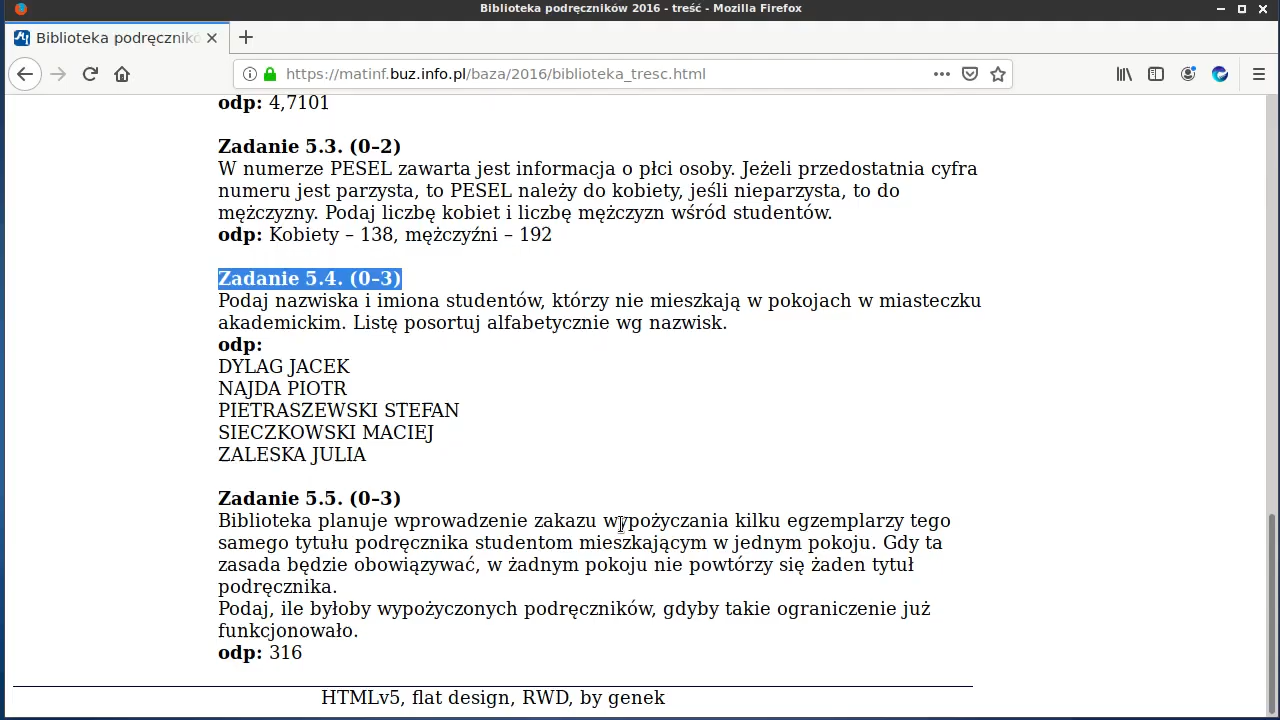 Biblioteka podręczników 2016 - treść - Mozilla Firefox
Biblioteka podręcznikó
https://matinf.buz.info.pl/baza/2016/biblioteka_tresc.html
odp: 4,7101
Zadanie 5.3. (0–2)
W numerze PESEL zawarta jest informacja o płci osoby. Jeżeli przedostatnia cyfra
numeru jest parzysta, to PESEL należy do kobiety, jeśli nieparzysta, to do
mężczyzny. Podaj liczbę kobiet i liczbę mężczyzn wśród studentów.
odp: Kobiety – 138, mężczyźni – 192
Zadanie 5.4. (0–3)
Podaj nazwiska i imiona studentów, którzy nie mieszkają w pokojach w miasteczku
akademickim. Listę posortuj alfabetycznie wg nazwisk.
odp:
DYLAG JACEK
NAJDA PIOTR
PIETRASZEWSKI STEFAN
SIECZKOWSKI MACIEJ
ZALESKA JULIA
Zadanie 5.5. (0–3)
Biblioteka planuje wprowadzenie zakazu wypożyczania kilku egzemplarzy tego
samego tytułu podręcznika studentom mieszkającym w jednym pokoju. Gdy ta
zasada będzie obowiązywać, w żadnym pokoju nie powtórzy się żaden tytuł
podręcznika.
Podaj, ile byłoby wypożyczonych podręczników, gdyby takie ograniczenie już
funkcjonowało.
odp: 316
HTMLv5, flat design, RWD, by genek